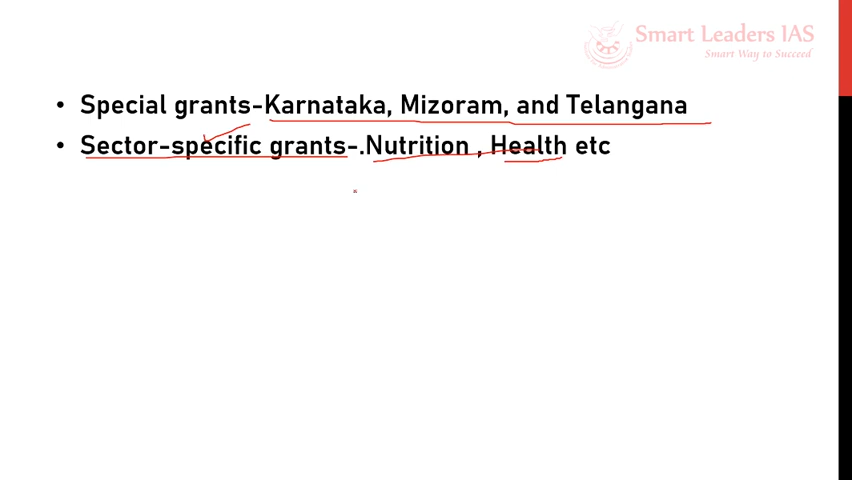 Smart Leaders IAS
Smart Way to Succeed
• Special grants-Karnataka, Mizoram, and Telangana
• Sector-specific grants-.Nutrition , Health etc